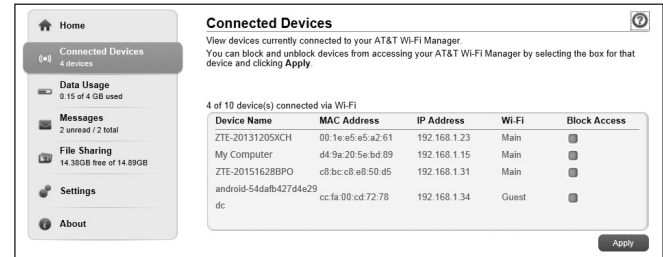 Home
Connected Devices
4 devices
Data Usage
0.15 of 4 GB used
Messages
2 unread / 2 total
File Sharing
14.38GB free of 14.89GB
Settings
About
Connected Devices
?
View devices currently connected to your AT&T Wi-Fi Manager.
You can block and unblock devices from accessing your AT&T Wi-Fi Manager by selecting the box for that
device and clicking Apply.
4 of 10 device(s) connected via Wi-Fi
Device Name MAC Address IP Address Wi-Fi Block Access
ZTE-20131205XCH 00:1e:e5:e5:a2:61 192.168.1.23 Main
My Computer d4:9a:20:5e:bd:89 192.168.1.15 Main
ZTE-20151628BPO c8:bc:c8:e8:50:d5 192.168.1.31 Main
android-54dafb427d4e29
dc cc:fa:00:cd:72:78 192.168.1.34 Guest
Apply